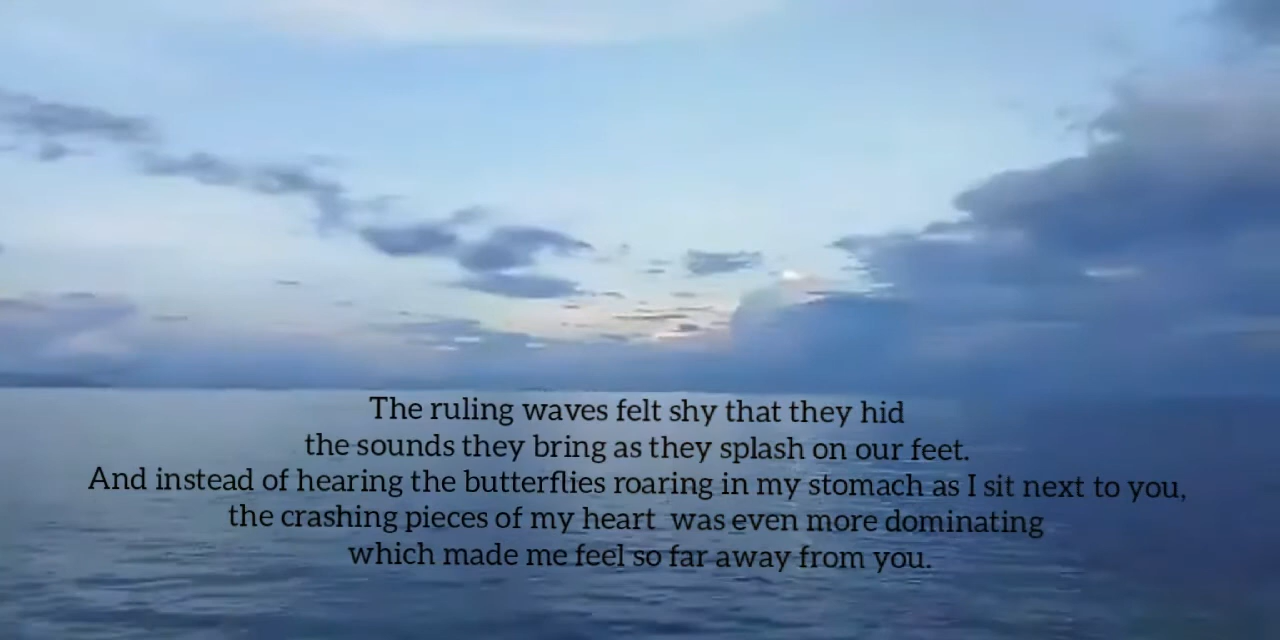 The ruling waves felt shy that they hid
the sounds they bring as they splash on our feet.
And instead of hearing the butterflies roaring in my stomach as I sit next to you,
the crashing pieces of my heart was even more dominating
which made me feel so far away from you.